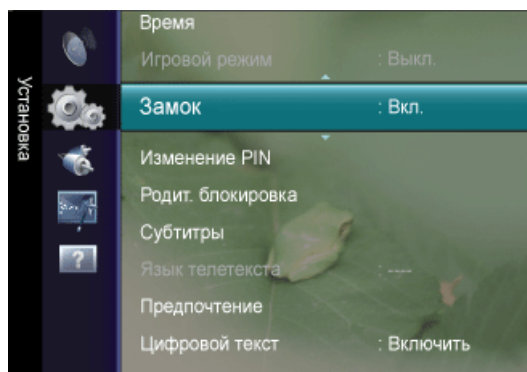 Установка
Время
Игровой режим : Выкл.
Замок : Вкл.
Изменение PIN
Родит. блокировка
Субтитры
Язык телетекста : ----
Предпочтение
Цифровой текст : Включить
?